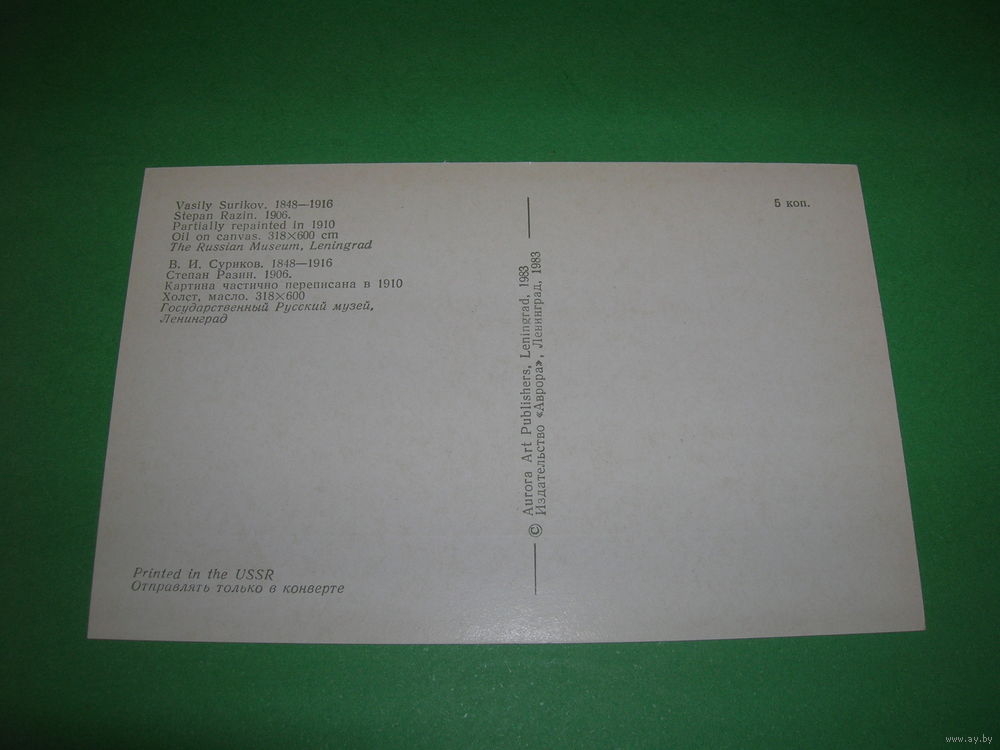 Vasily Surikov. 1848—1916
Stepan Razin. 1906.
Partially repainted in 1910
Oil on canvas. 318×600 cm
The Russian Museum, Leningrad
В. И. Суриков. 1848—1916
Степан Разин. 1906.
Картина частично переписана в 1910
Холст, масло. 318×600
Государственный Русский музей,
Ленинград
Printed in the USSR
Отправлять только в конверте
© Aurora Art Publishers, Leningrad, 1983
Издательство «Аврора», Ленинград, 1983
5 коп.
www.ay.by